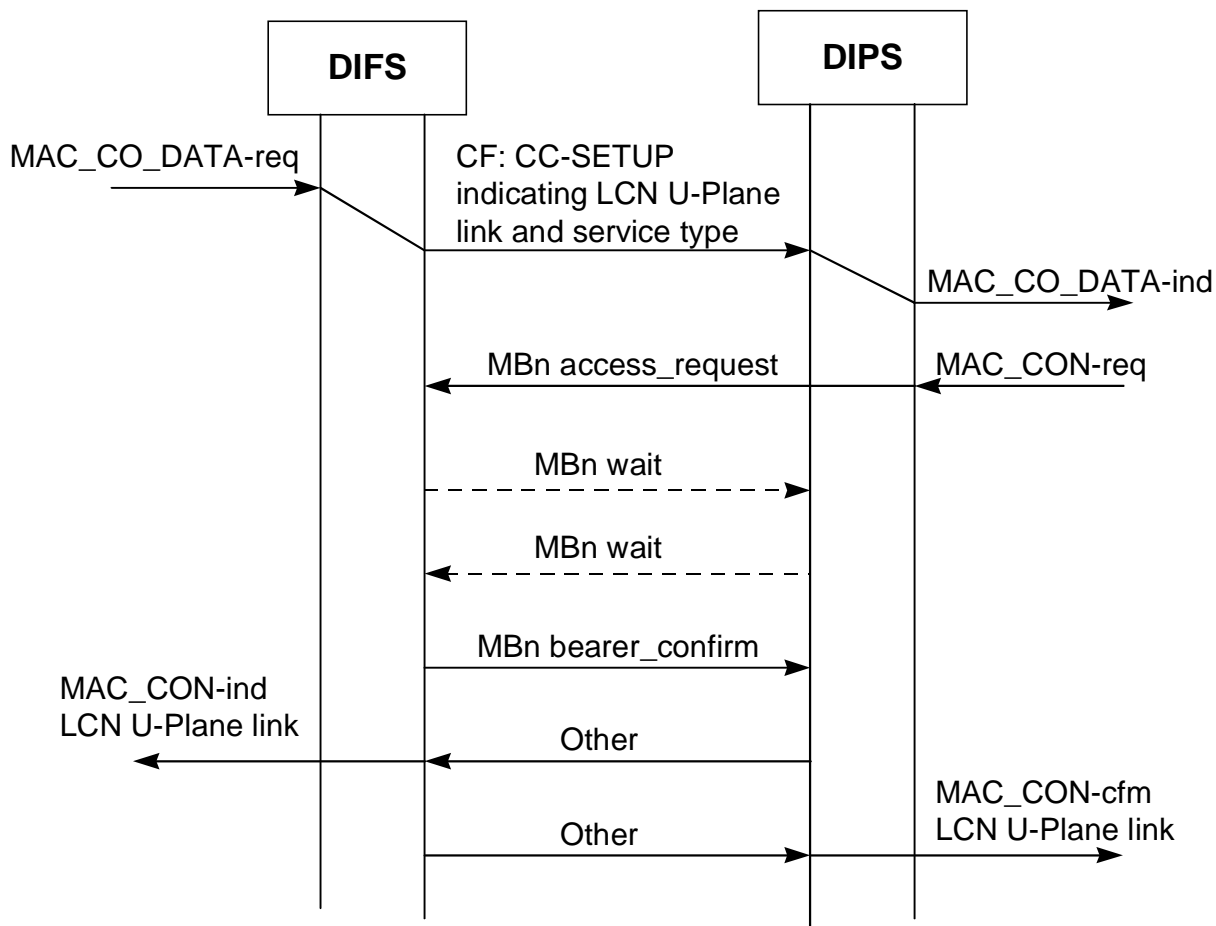 DIFS
DIPS
MAC_CO_DATA-req
CF: CC-SETUP
indicating LCN U-Plane
link and service type
MAC_CO_DATA-ind
MBn access_request
MAC_CON-req
MBn wait
MBn wait
MBn bearer_confirm
MAC_CON-ind
LCN U-Plane link
Other
MAC_CON-cfm
LCN U-Plane link
Other